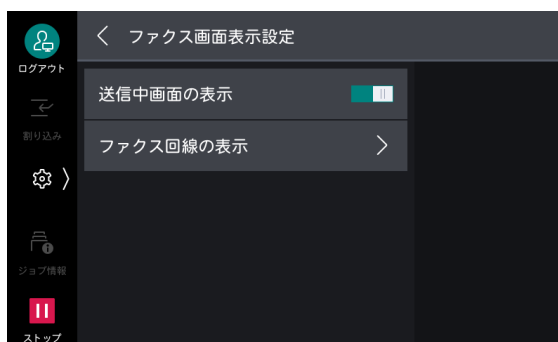 ファクス画面表示設定
ログアウト
送信中画面の表示
割り込み
ファクス回線の表示
ジョブ情報
ストップ